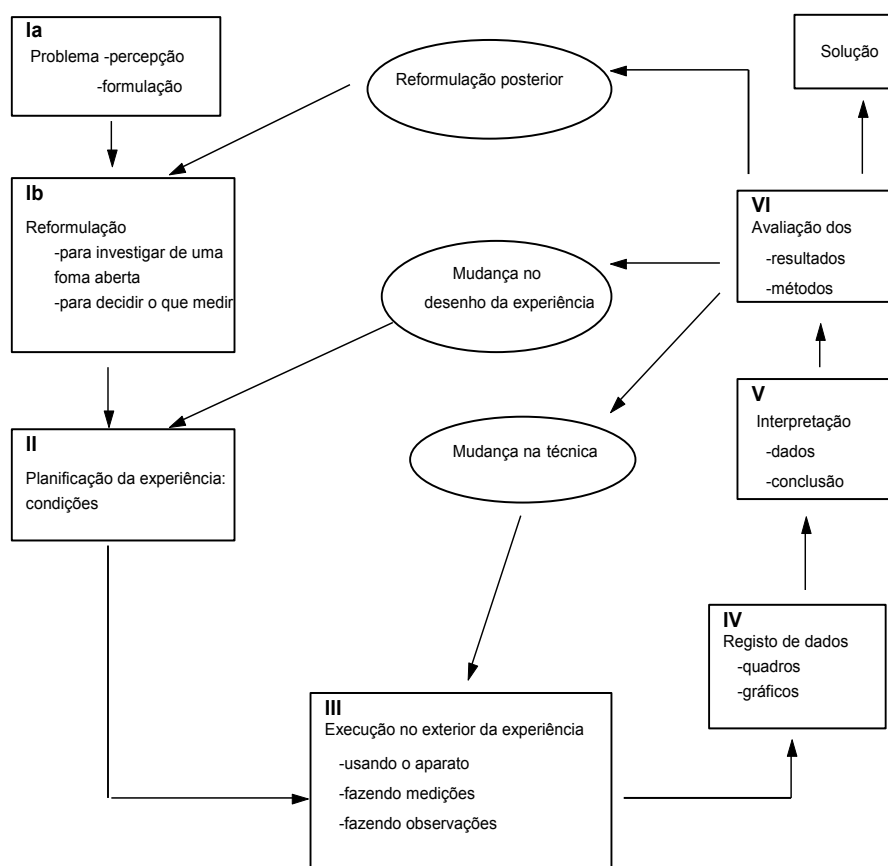 Ia
Problema -percepção
-formulação
Reformulação posterior
Solução
Ib
Reformulação
-para investigar de uma
foma aberta
-para decidir o que medir
VI
Avaliação dos
-resultados
-métodos
Mudança no
desenho da experiência
II
Planificação da experiência:
condições
Mudança na técnica
V
Interpretação
-dados
-conclusão
IV
Registo de dados
-quadros
-gráficos
III
Execução no exterior da experiência
-usando o aparato
-fazendo medições
-fazendo observações